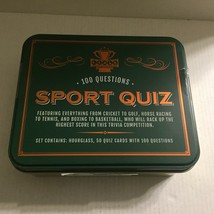 100 QUESTIONS
SPORT QUIZ
FEATURING EVERYTHING FROM CRICKET TO GOLF, HORSE RACING
TO TENNIS, AND BOXING TO BASKETBALL, WHO WILL RACK UP THE
HIGHEST SCORE IN THIS TRIVIA COMPETITION.
SET CONTAINS: HOURGLASS, 50 QUIZ CARDS WITH 100 QUESTIONS